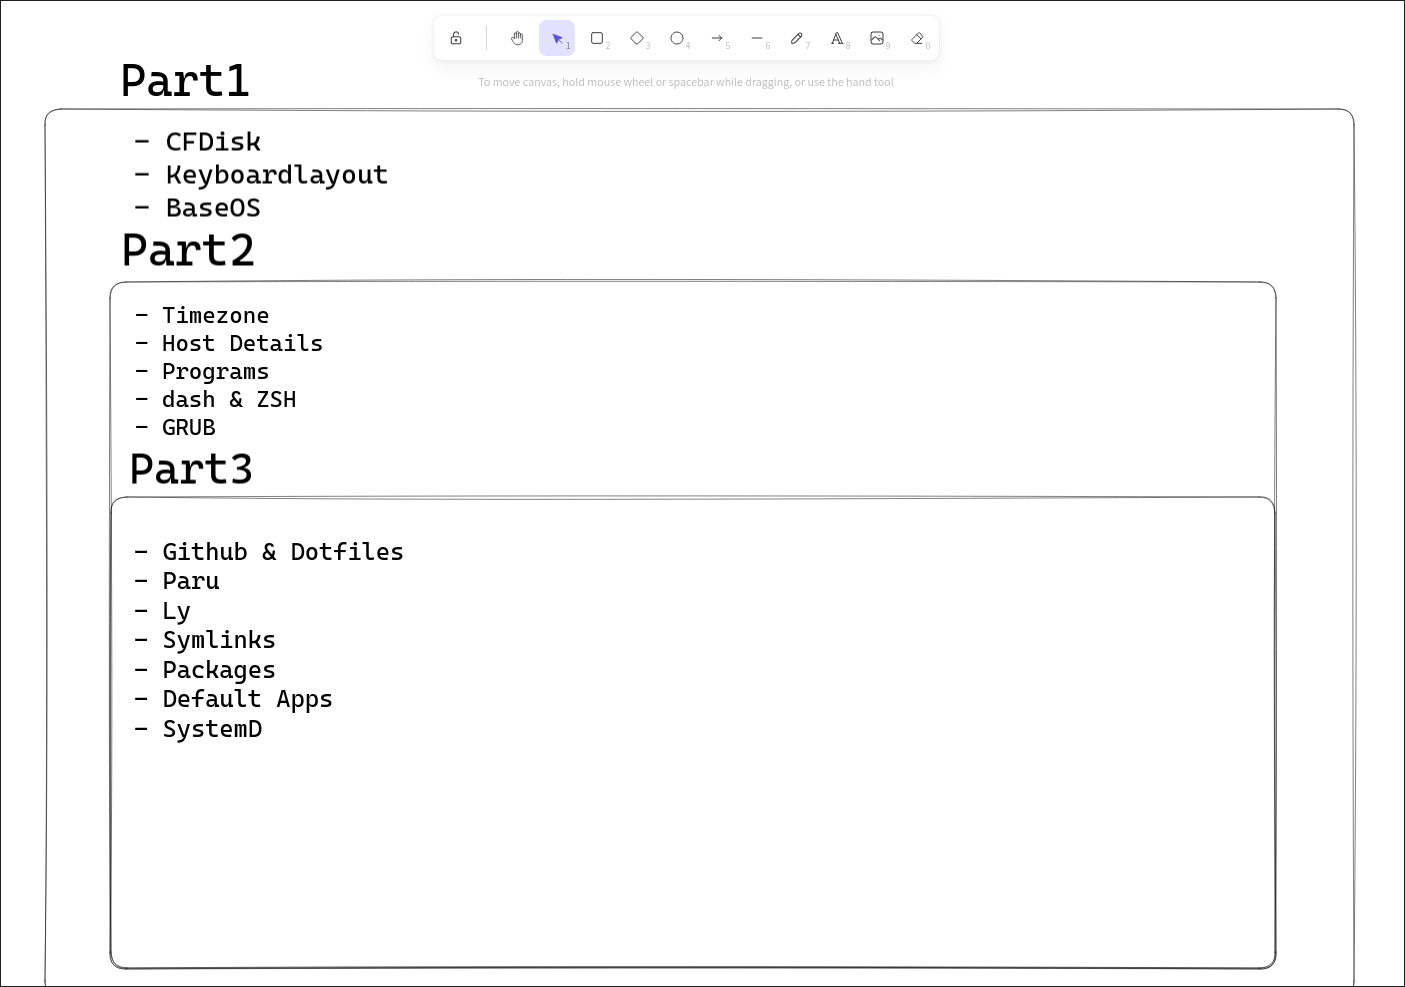 1
2
3
4
5
6
7
8
9
0
To move canvas, hold mouse wheel or spacebar while dragging, or use the hand tool
Part1
- CFDisk
- Keyboardlayout
- BaseOS
Part2
- Timezone
- Host Details
- Programs
- dash & ZSH
- GRUB
Part3
- Github & Dotfiles
- Paru
- Ly
- Symlinks
- Packages
- Default Apps
- SystemD